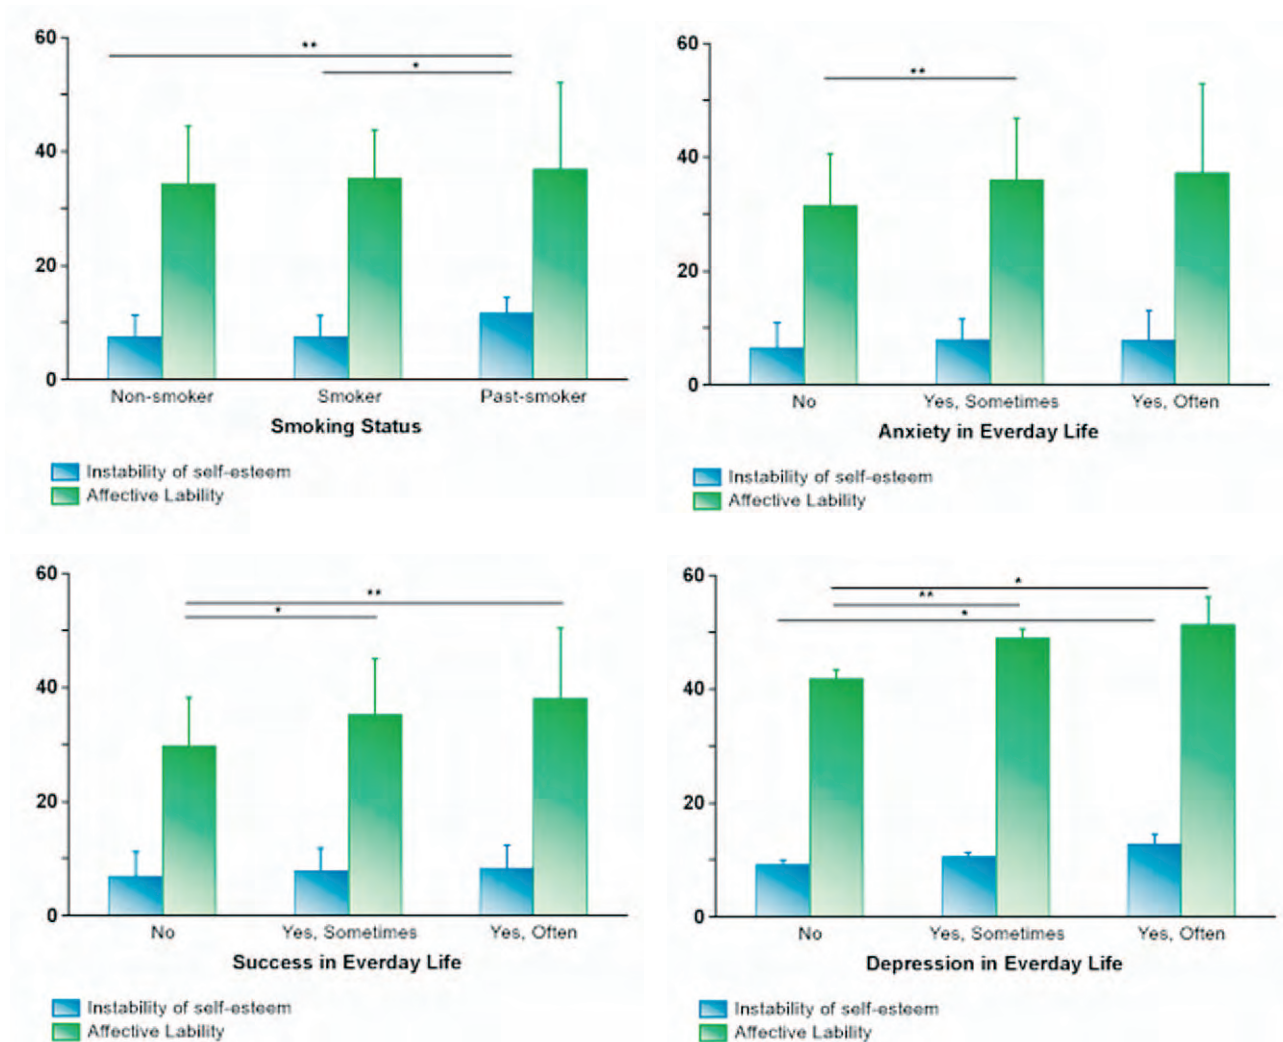 60
**
*
40
20
0
Non-smoker Smoker Past-smoker
Smoking Status
Instability of self-esteem
Affective Lability
60
**
40
20
0
No Yes, Sometimes Yes, Often
Anxiety in Everday Life
Instability of self-esteem
Affective Lability
60
**
*
40
20
0
No Yes, Sometimes Yes, Often
Success in Everday Life
Instability of self-esteem
Affective Lability
60
*
**
*
40
20
0
No Yes, Sometimes Yes, Often
Depression in Everday Life
Instability of self-esteem
Affective Lability